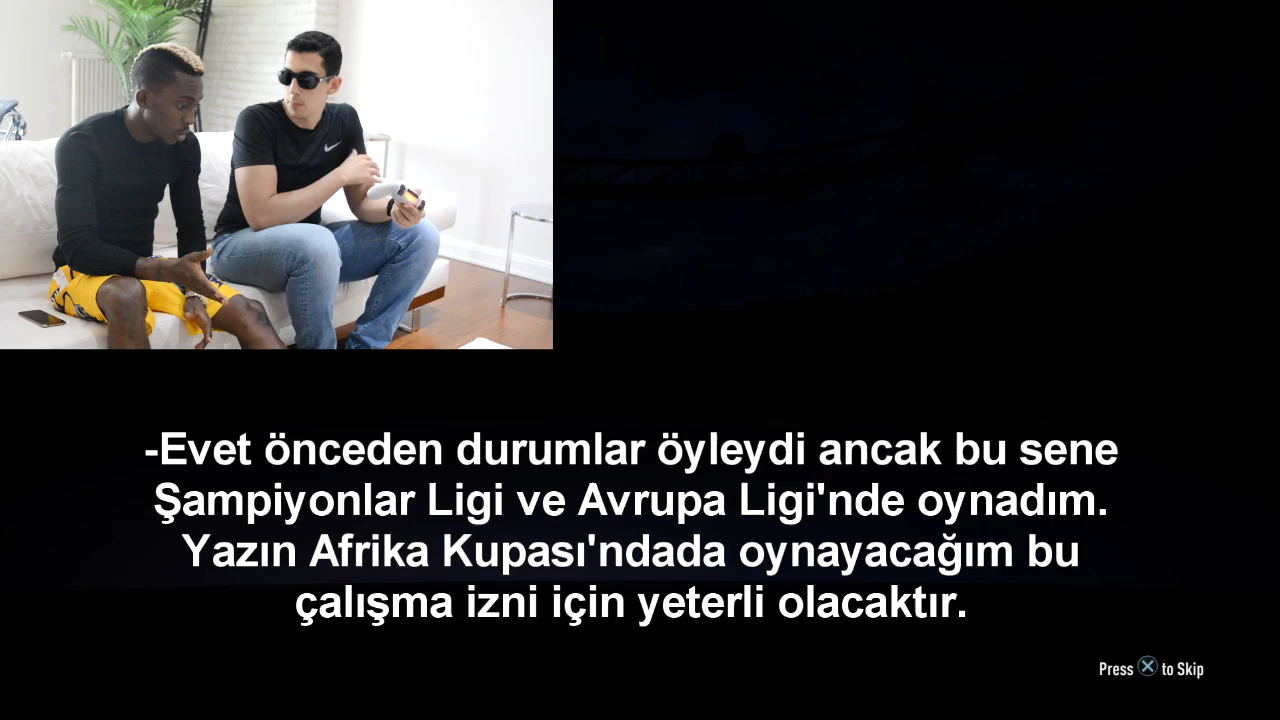 -Evet önceden durumlar öyleydi ancak bu sene
Şampiyonlar Ligi ve Avrupa Ligi'nde oynadım.
Yazın Afrika Kupası'ndada oynayacağım bu
çalışma izni için yeterli olacaktır.
Press to Skip